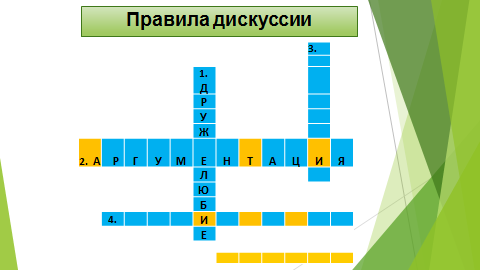 Правила дискуссии
3.
1.
Д
Р
У
Ж
2. А Р Г У М Е Н Т А Ц И Я
Л
Ю
Б
4. И
Е